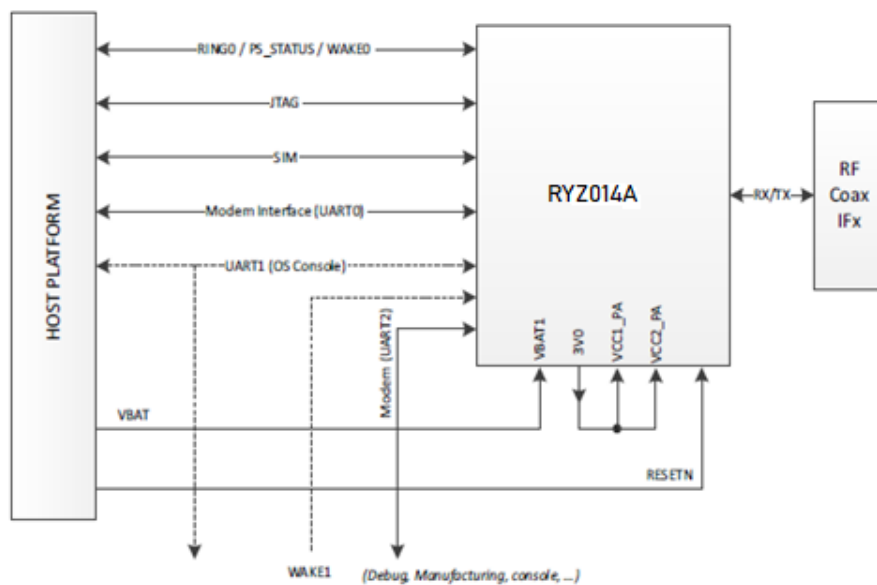 RING0 / PS_STATUS / WAKE0
JTAG
SIM
Modem Interface (UART0)
UART1 (OS Console)
HOST PLATFORM
RYZ014A
RX/TX
RF
Coax
IFx
VBAT1
3V0
VCC1_PA
VCC2_PA
Modem (UART2)
VBAT
RESETN
WAKE1
(Debug, Manufacturing, console, ...)